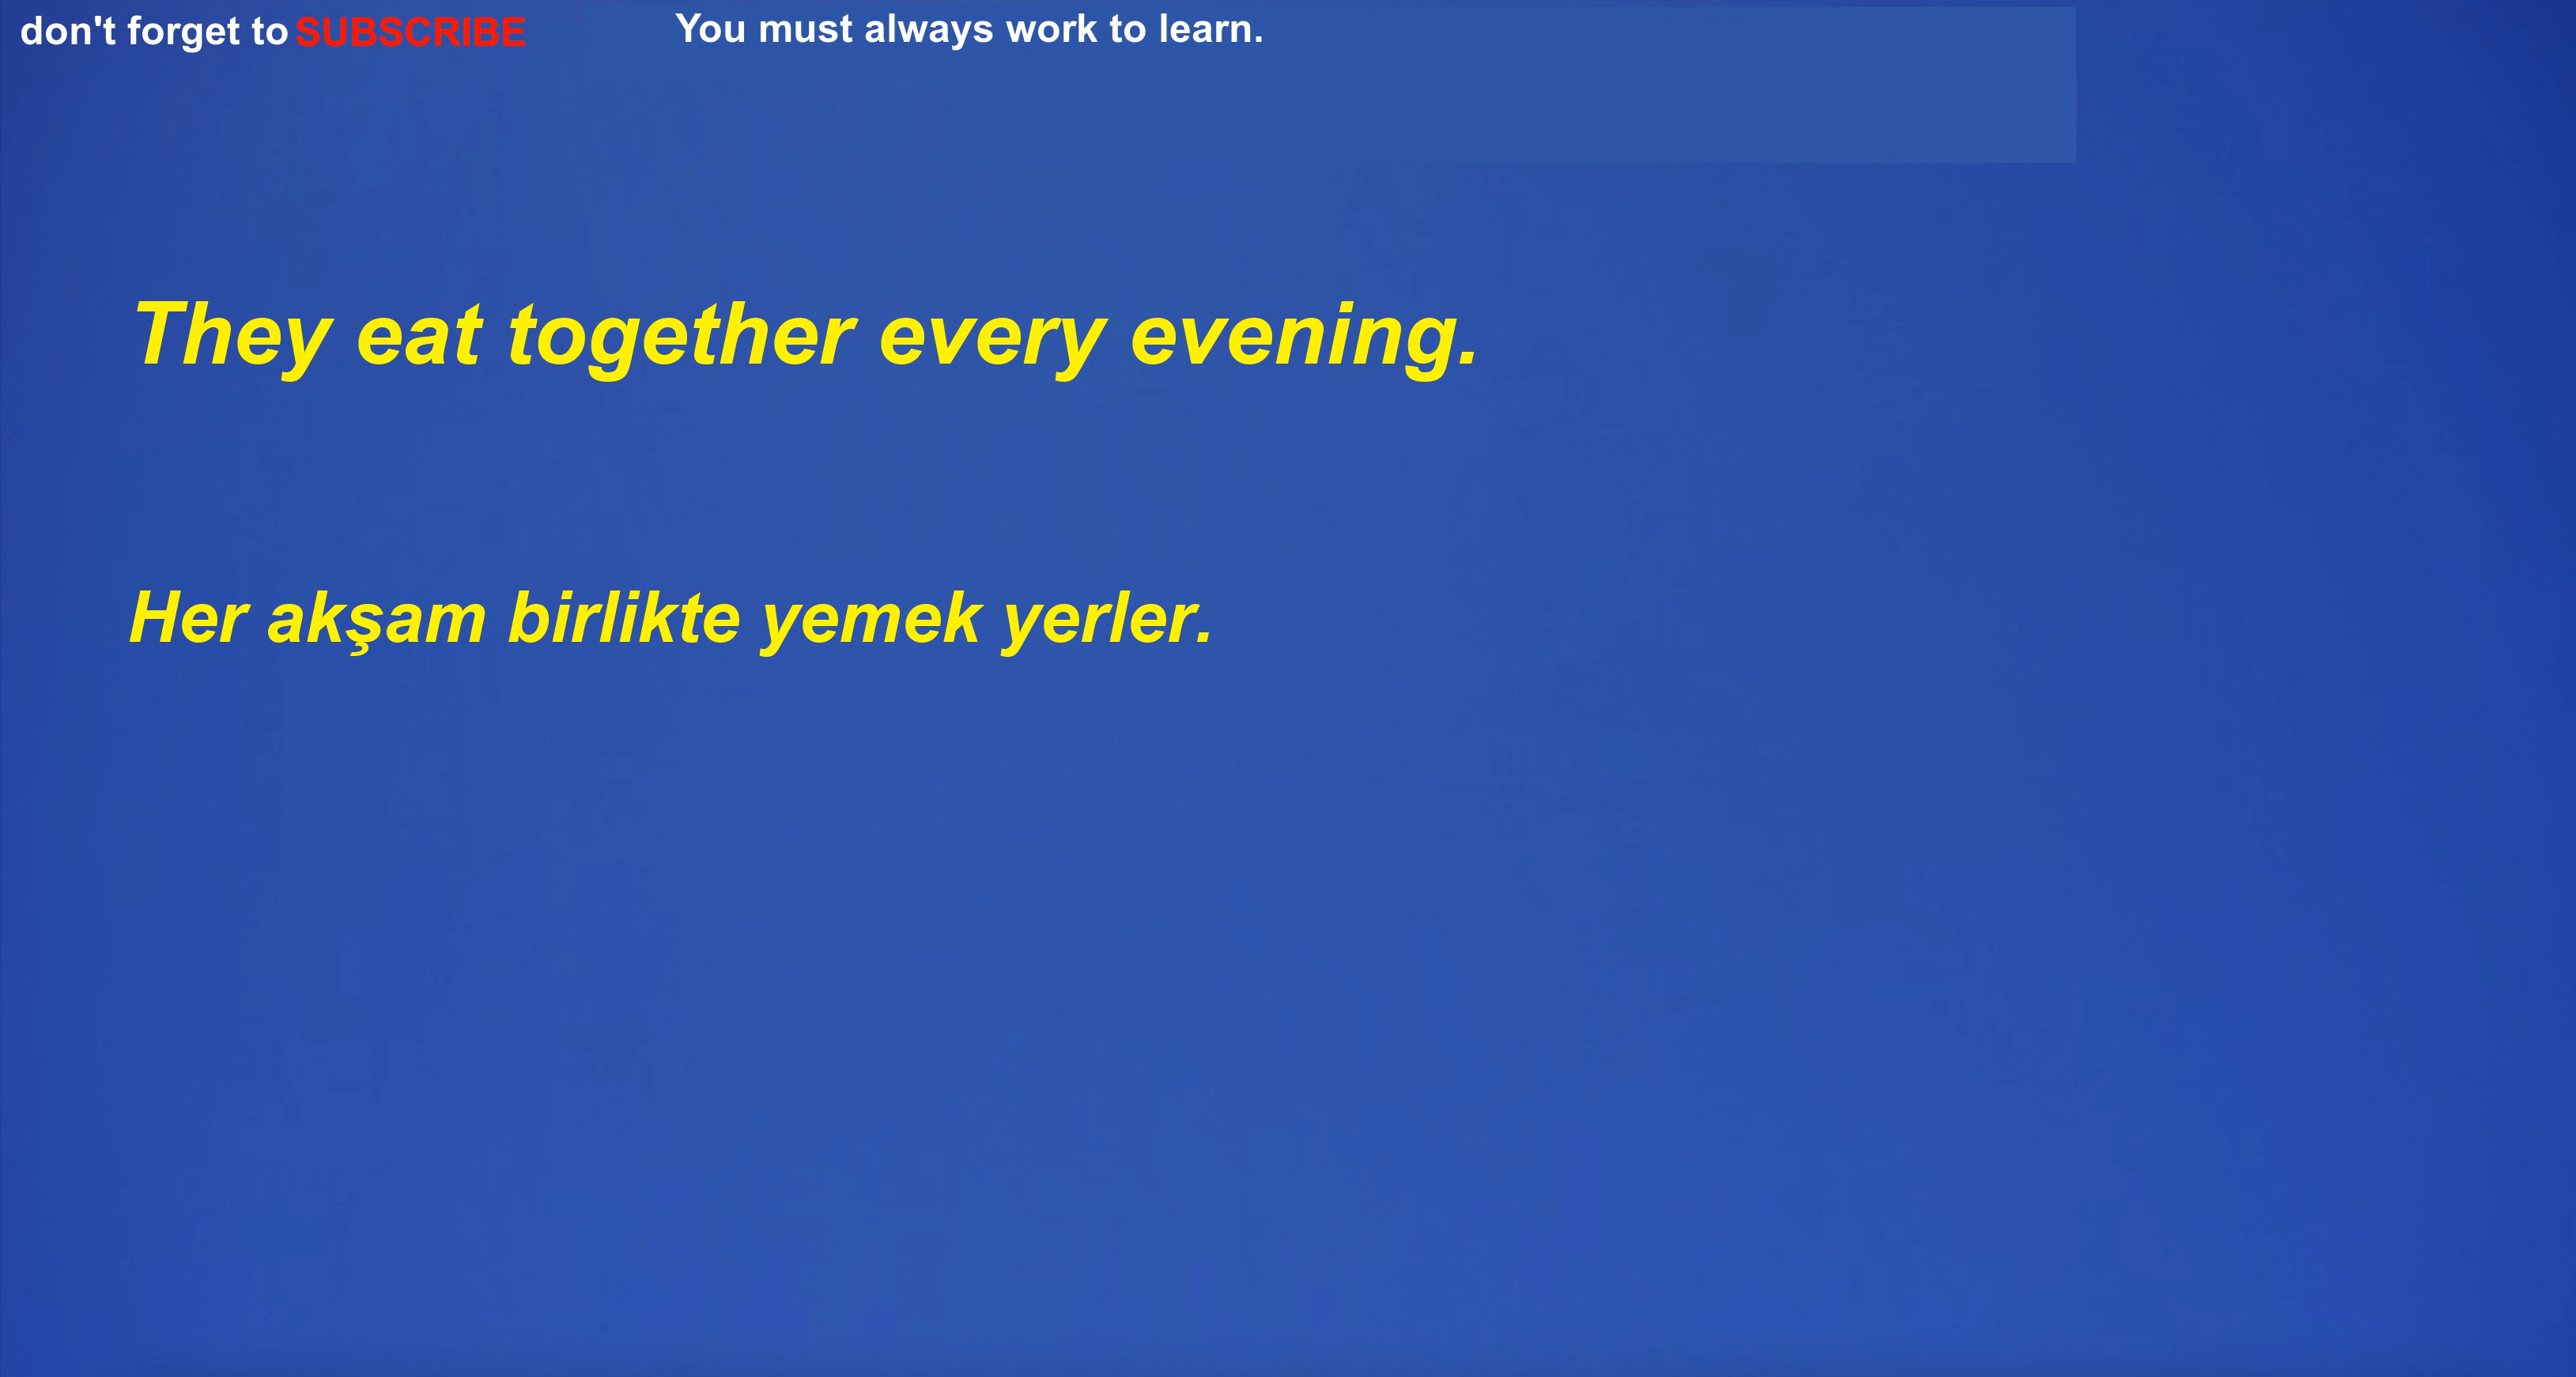 don't forget to SUBSCRIBE You must always work to learn.
They eat together every evening.
Her akşam birlikte yemek yerler.